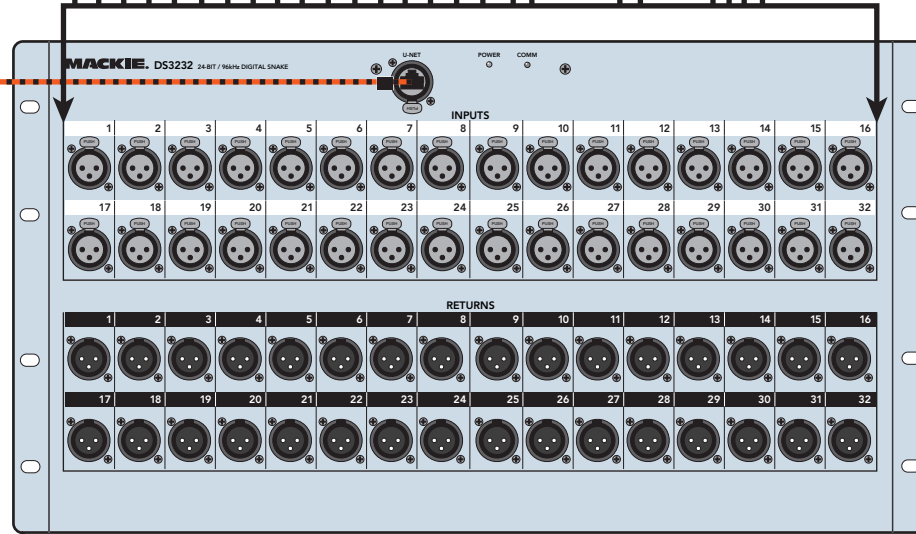 MACKIE. DS3232 24-BIT / 96kHz DIGITAL SNAKE
U-NET
POWER COMM
PUSH
INPUTS
1 2 3 4 5 6 7 8 9 10 11 12 13 14 15 16
PUSH PUSH PUSH PUSH PUSH PUSH PUSH PUSH PUSH PUSH PUSH PUSH PUSH PUSH PUSH PUSH
17 18 19 20 21 22 23 24 25 26 27 28 29 30 31 32
PUSH PUSH PUSH PUSH PUSH PUSH PUSH PUSH PUSH PUSH PUSH PUSH PUSH PUSH PUSH PUSH
RETURNS
1 2 3 4 5 6 7 8 9 10 11 12 13 14 15 16
17 18 19 20 21 22 23 24 25 26 27 28 29 30 31 32